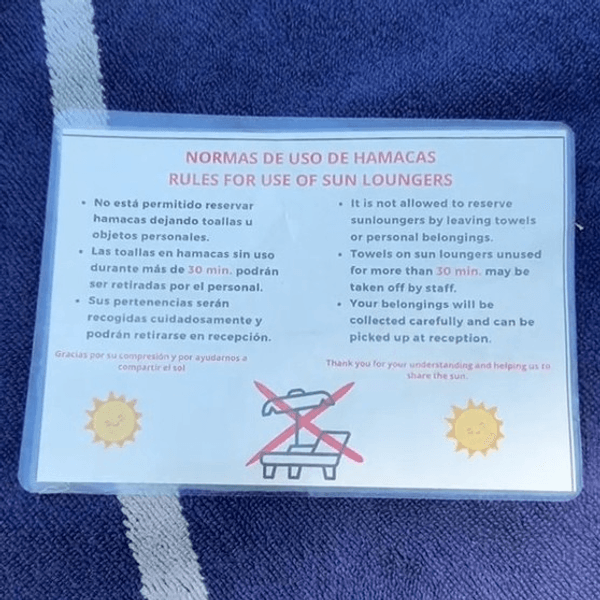 NORMAS DE USO DE HAMACAS
RULES FOR USE OF SUN LOUNGERS
• No está permitido reservar
hamacas dejando toallas u
objetos personales.
• Las toallas en hamacas sin uso
durante más de 30 min. podrán
ser retiradas por el personal.
• Sus pertenencias serán
recogidas cuidadosamente y
podrán retirarse en recepción.
Gracias por su compresión y por ayudarnos a
compartir el sol
• It is not allowed to reserve
sunloungers by leaving towels
or personal belongings.
• Towels on sun loungers unused
for more than 30 min. may be
taken off by staff.
• Your belongings will be
collected carefully and can be
picked up at reception.
Thank you for your understanding and helping us to
share the sun.